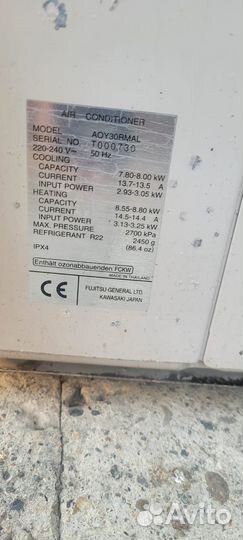 AIR CONDITIONER
MODEL AOY30RMAL
SERIAL NO. T000730
220-240 V~ 50 Hz
COOLING
CAPACITY 7.80-8.00 kW
CURRENT 13.7-13.5 A
INPUT POWER 2.93-3.05 kW
HEATING
CAPACITY 8.55-8.80 kW
CURRENT 14.5-14.4 A
INPUT POWER 3.13-3.25 kW
MAX. PRESSURE 2700 kPa
REFRIGERANT R22 2450 g
(86.4 oz)
IPX4
Enthält ozonabbauenden FCKW
MADE IN THAILAND
CE
FUJITSU GENERAL LTD.
KAWASAKI JAPAN
Avito